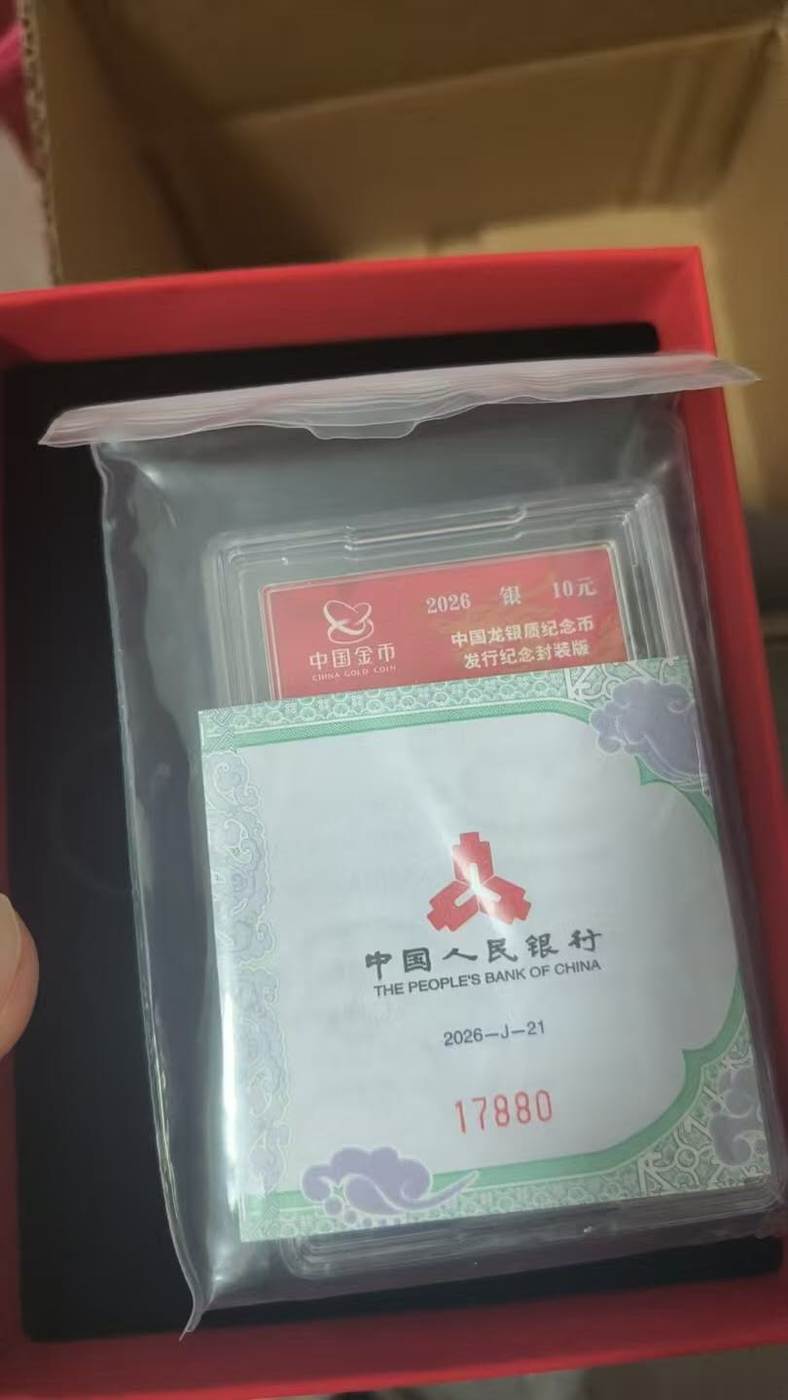 2026 银 10元
中国金币
CHINA GOLD COIN
中国龙银质纪念币
发行纪念封装版
中国人民银行
THE PEOPLE'S BANK OF CHINA
2026—J—21
17880